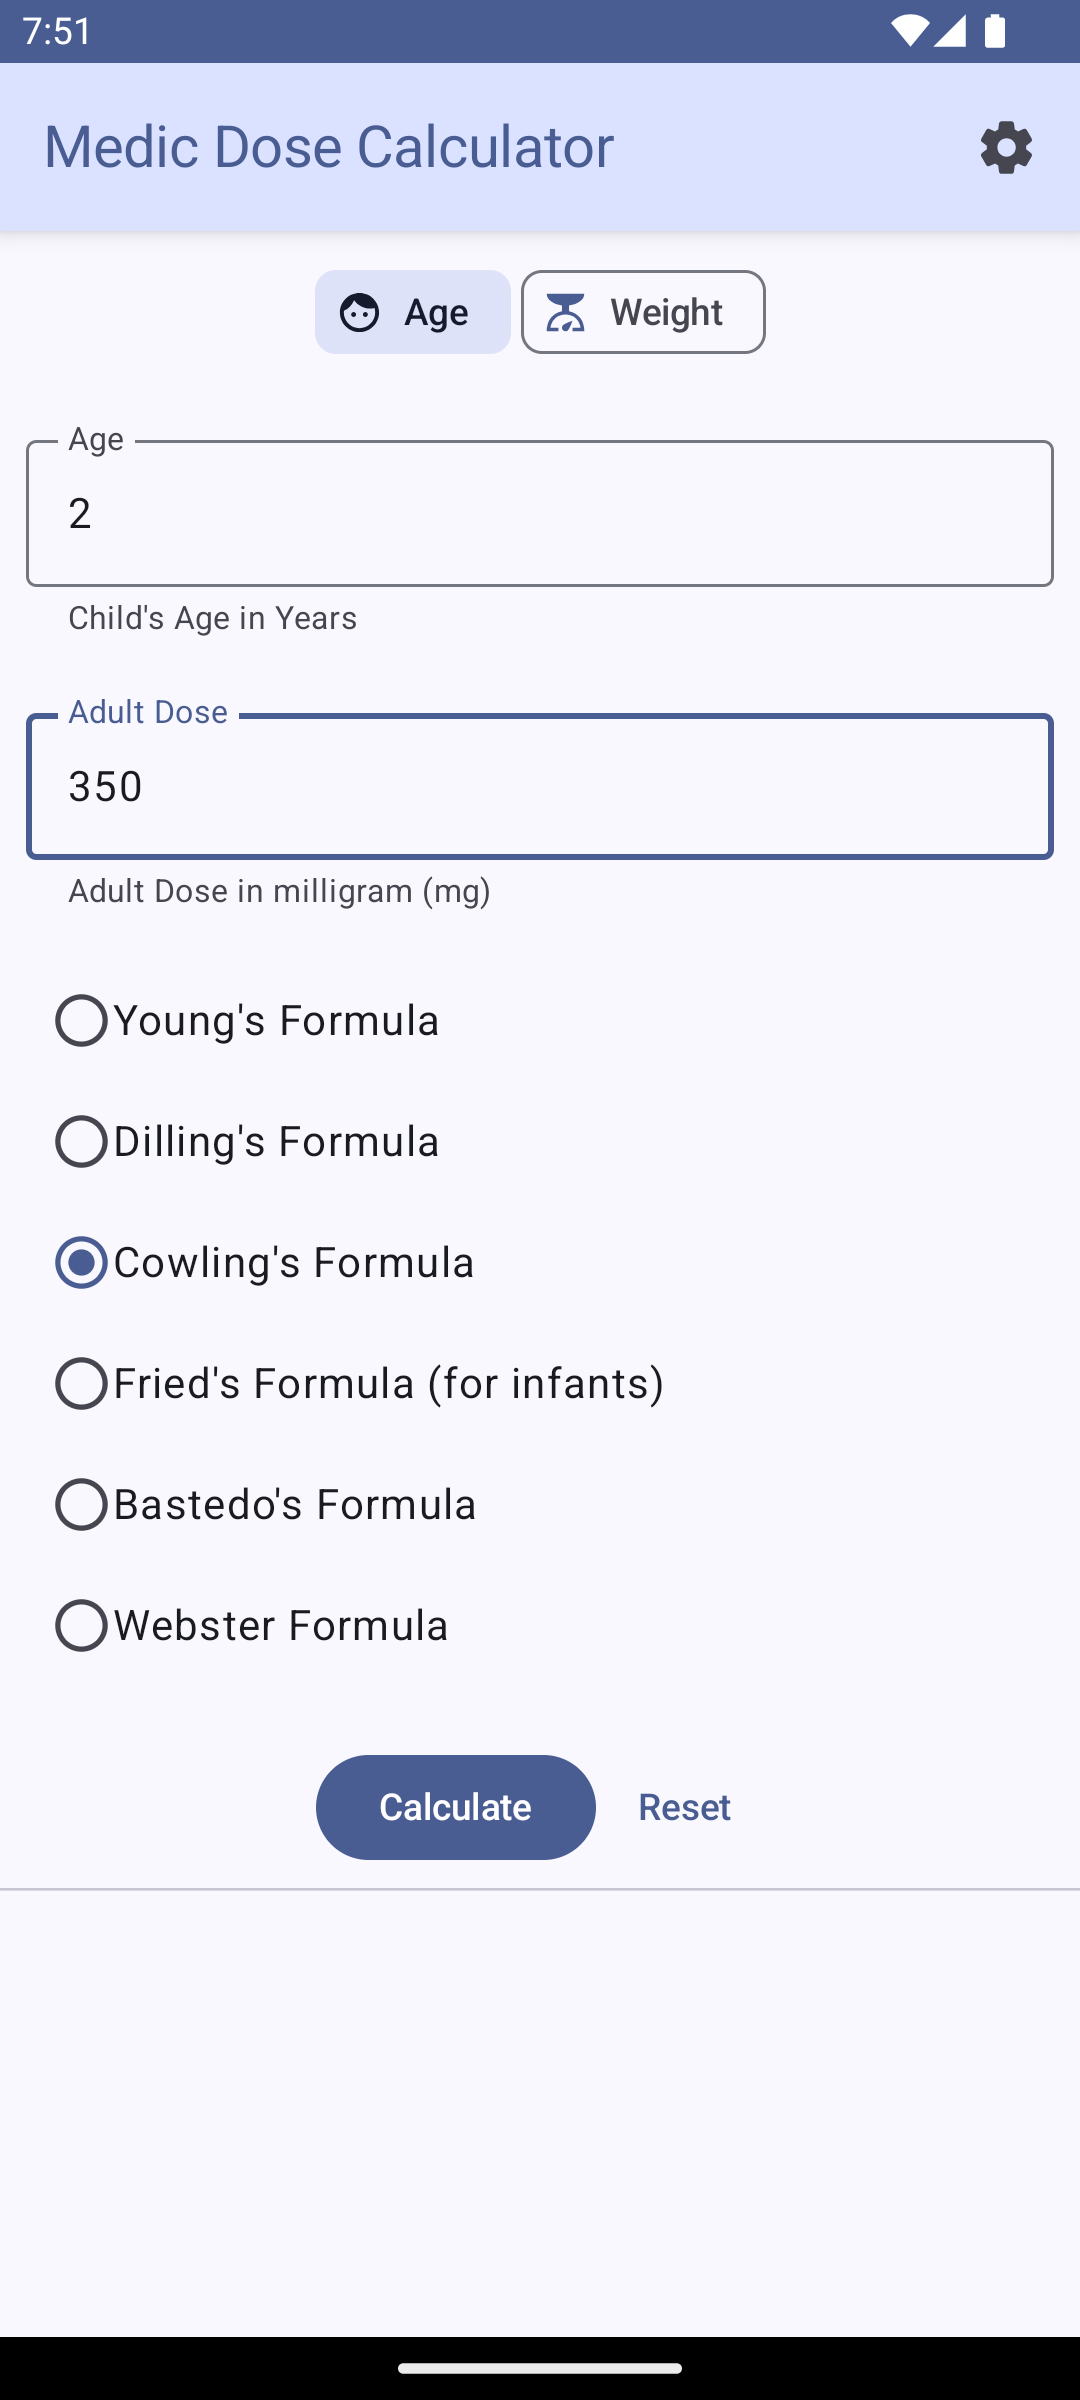 7:51
Medic Dose Calculator
Age
Weight
Age
2
Child's Age in Years
Adult Dose
350
Adult Dose in milligram (mg)
Young's Formula
Dilling's Formula
Cowling's Formula
Fried's Formula (for infants)
Bastedo's Formula
Webster Formula
Calculate
Reset